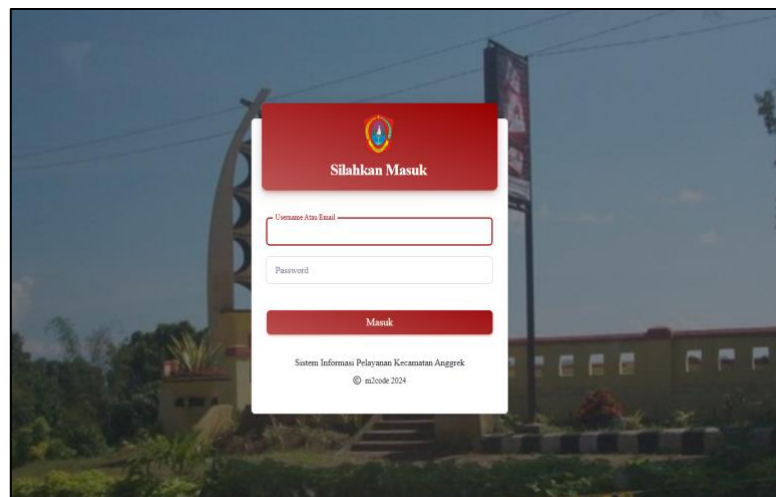 Silahkan Masuk
Username Atau Email
Password
Masuk
Sistem Informasi Pelayanan Kecamatan Anggrek
© m2code 2024